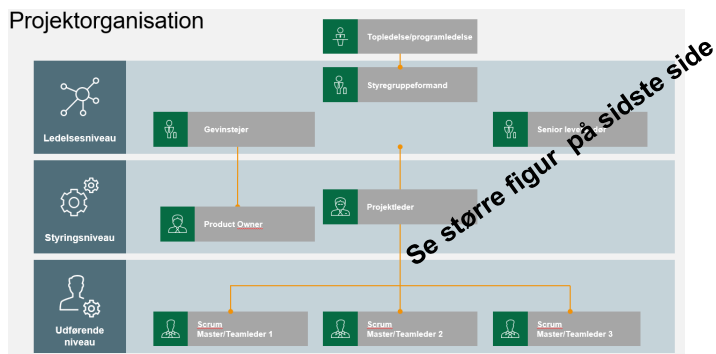 Projektorganisation
Topledelse/programledelse
Styregruppeformand
Ledelsesniveau
Gevinstejer
Senior leverandør
Se større figur på sidste side
Styringsniveau
Product Owner
Projektleder
Udførende
niveau
Scrum
Master/Teamleder 1
Scrum
Master/Teamleder 2
Scrum
Master/Teamleder 3